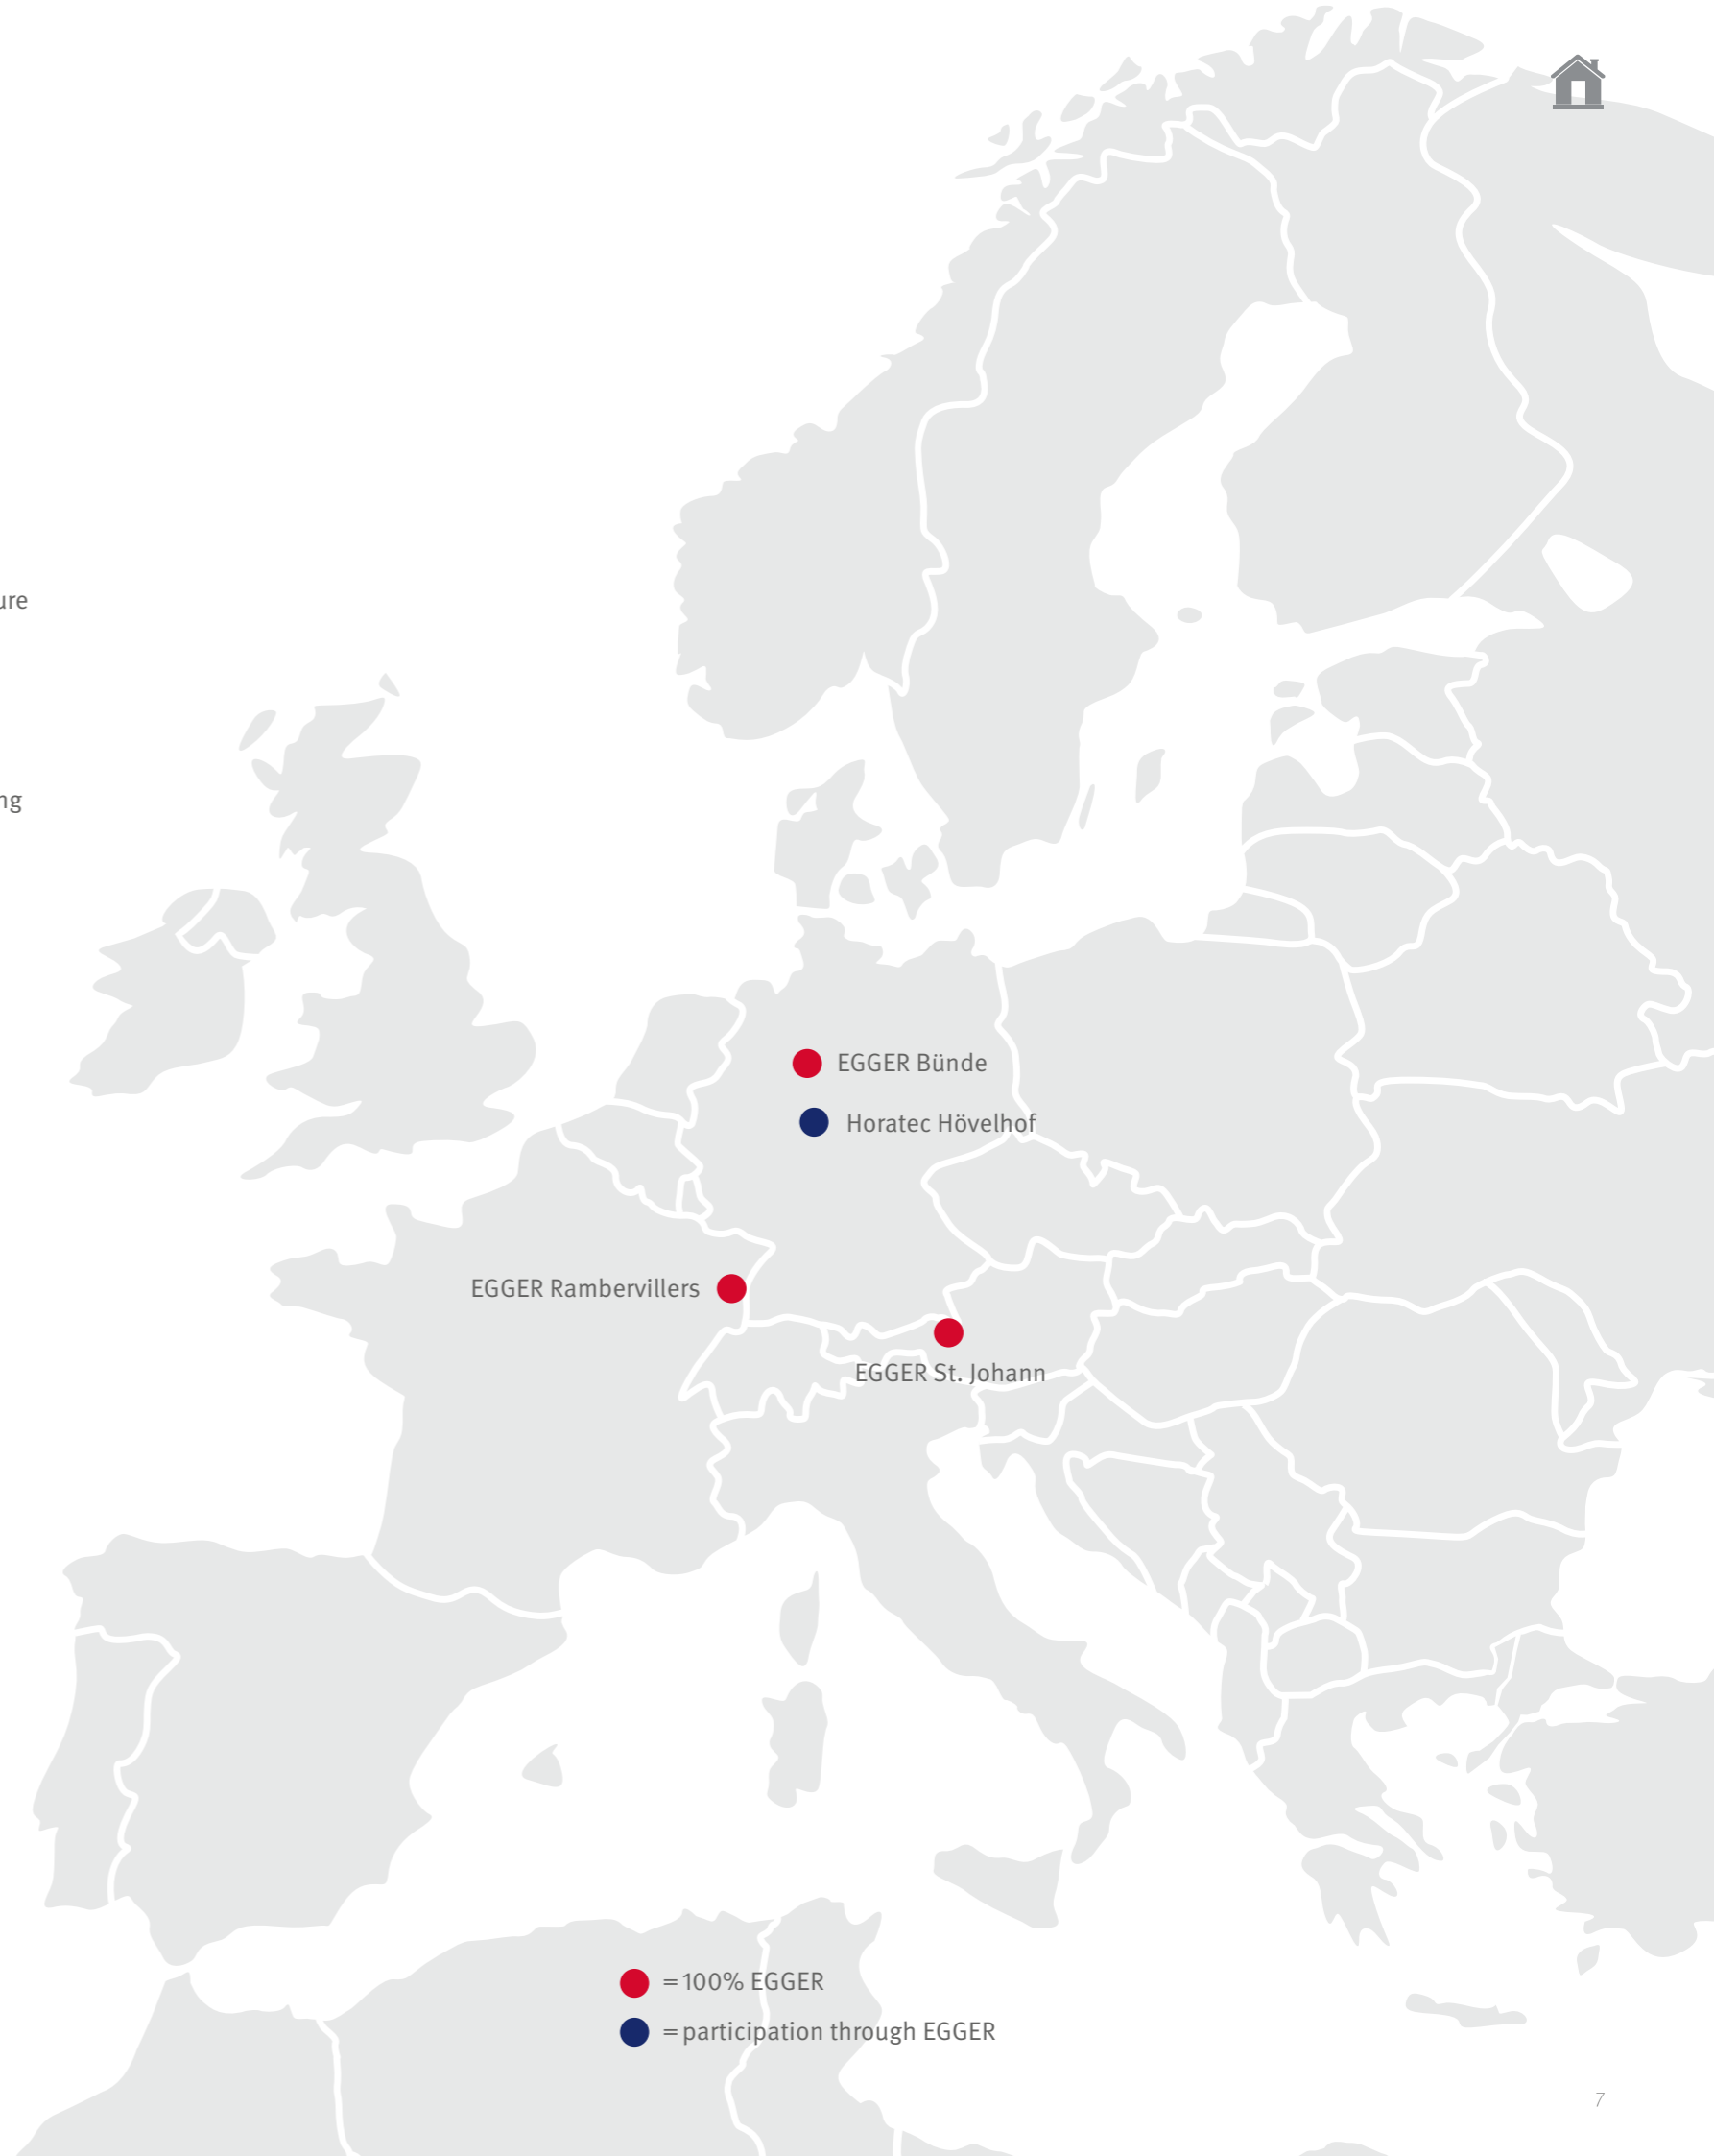 ure
ng
EGGER Bünde
Horatec Hövelhof
EGGER Rambervillers
EGGER St. Johann
= 100% EGGER
= participation through EGGER
7